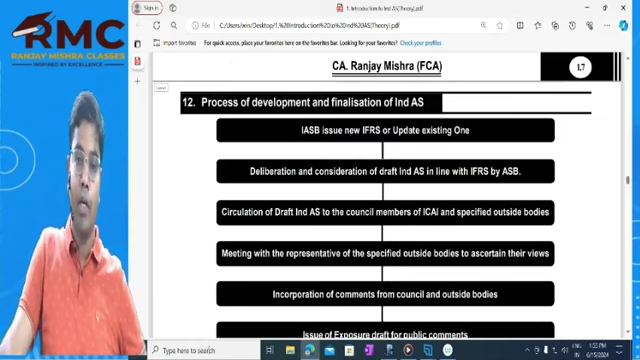 Sign in
1. Introduction to Ind AS(Theory).pdf
RMC
RANJAY MISHRA CLASSES
INSPIRED BY EXCELLENCE
File
C:/Users/win/Desktop/1.%20Introduction%20to%20Ind%20AS(Theory).pdf
Import favorites
For quick access, place your favorites here on the favorites bar. Looking for your favorites? Check your profiles
CA. Ranjay Mishra (FCA)
1.7
12. Process of development and finalisation of Ind AS
IASB issue new IFRS or Update existing One
Deliberation and consideration of draft Ind AS in line with IFRS by ASB.
Circulation of Draft Ind AS to the council members of ICAI and specified outside bodies
Meeting with the representative of the specified outside bodies to ascertain their views
Incorporation of comments from council and outside bodies
Issue of Exposure draft for public comments
Type here to search
ENG
IN
1:53 PM
6/15/2024